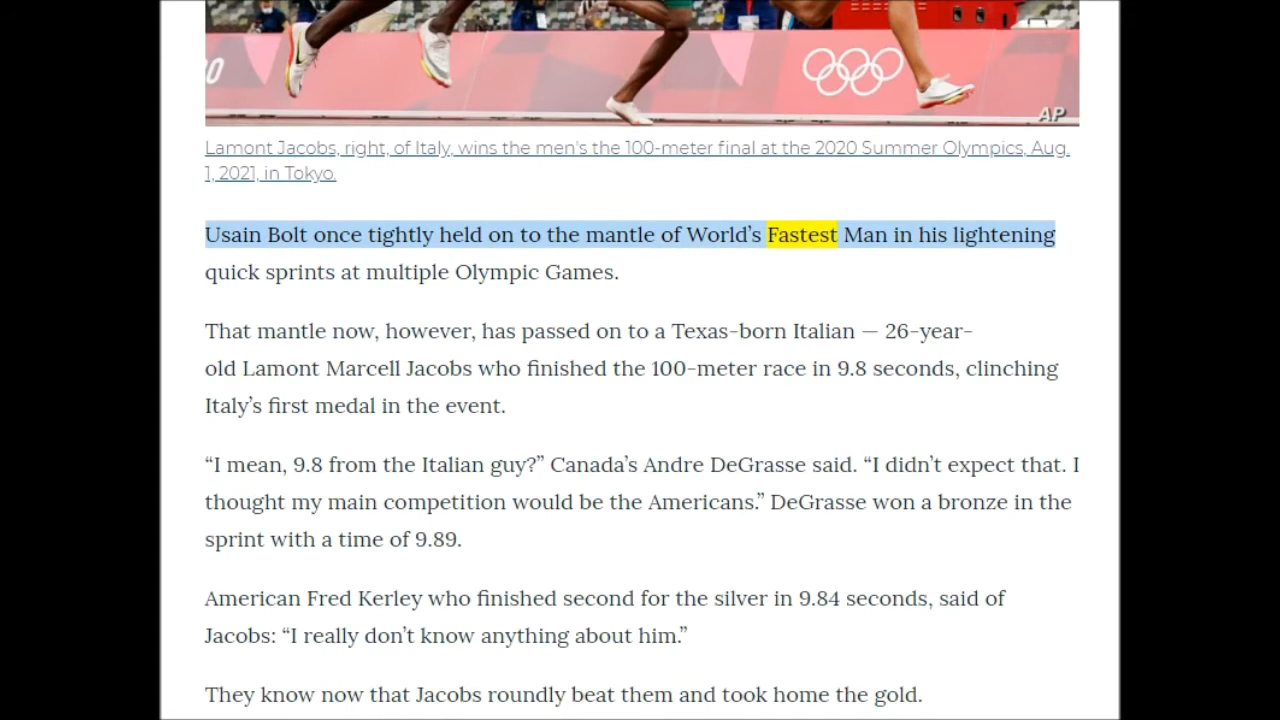 0
AP
Lamont Jacobs, right, of Italy, wins the men's the 100-meter final at the 2020 Summer Olympics, Aug.
1, 2021, in Tokyo.
Usain Bolt once tightly held on to the mantle of World’s Fastest Man in his lightening
quick sprints at multiple Olympic Games.
That mantle now, however, has passed on to a Texas-born Italian — 26-year-
old Lamont Marcell Jacobs who finished the 100-meter race in 9.8 seconds, clinching
Italy’s first medal in the event.
“I mean, 9.8 from the Italian guy?” Canada’s Andre DeGrasse said. “I didn’t expect that. I
thought my main competition would be the Americans.” DeGrasse won a bronze in the
sprint with a time of 9.89.
American Fred Kerley who finished second for the silver in 9.84 seconds, said of
Jacobs: “I really don’t know anything about him.”
They know now that Jacobs roundly beat them and took home the gold.